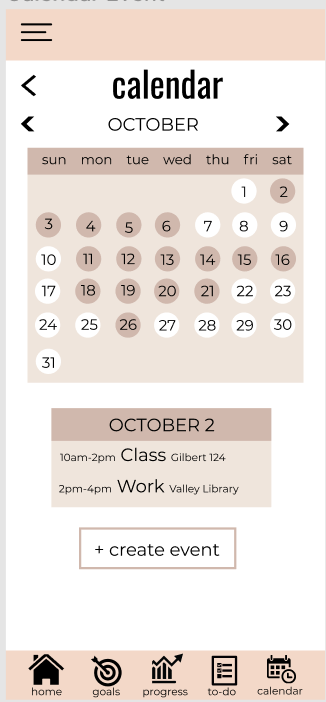 calendar
OCTOBER
sun mon tue wed thu fri sat
1 2
3 4 5 6 7 8 9
10 11 12 13 14 15 16
17 18 19 20 21 22 23
24 25 26 27 28 29 30
31
OCTOBER 2
10am-2pm Class Gilbert 124
2pm-4pm Work Valley Library
+ create event
home goals progress to-do calendar